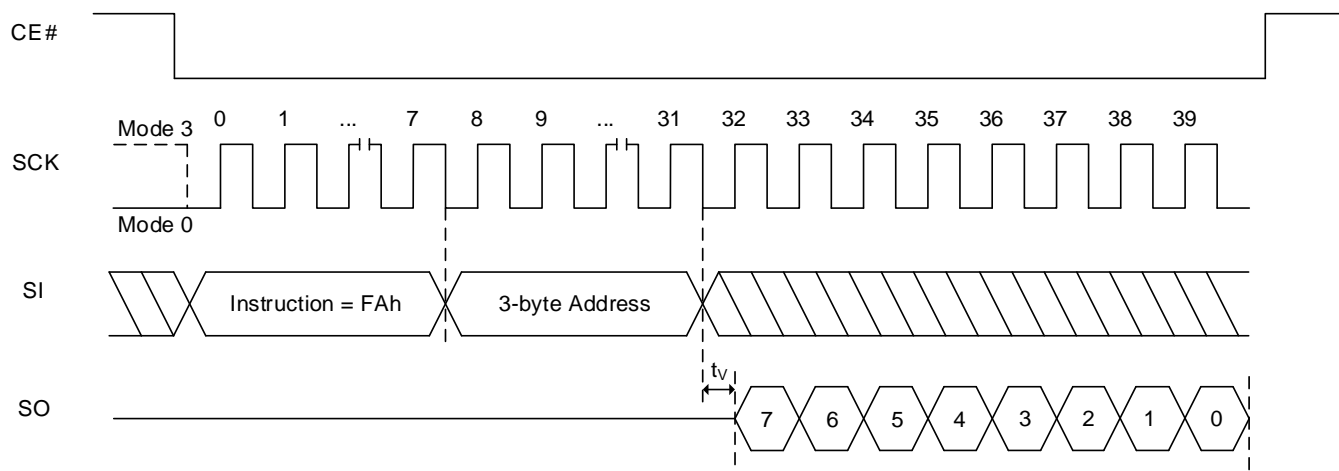 CE#
Mode 3 0 1 ... 7 8 9 ... 31 32 33 34 35 36 37 38 39
SCK
Mode 0
SI Instruction = FAh 3-byte Address
tV
SO 7 6 5 4 3 2 1 0